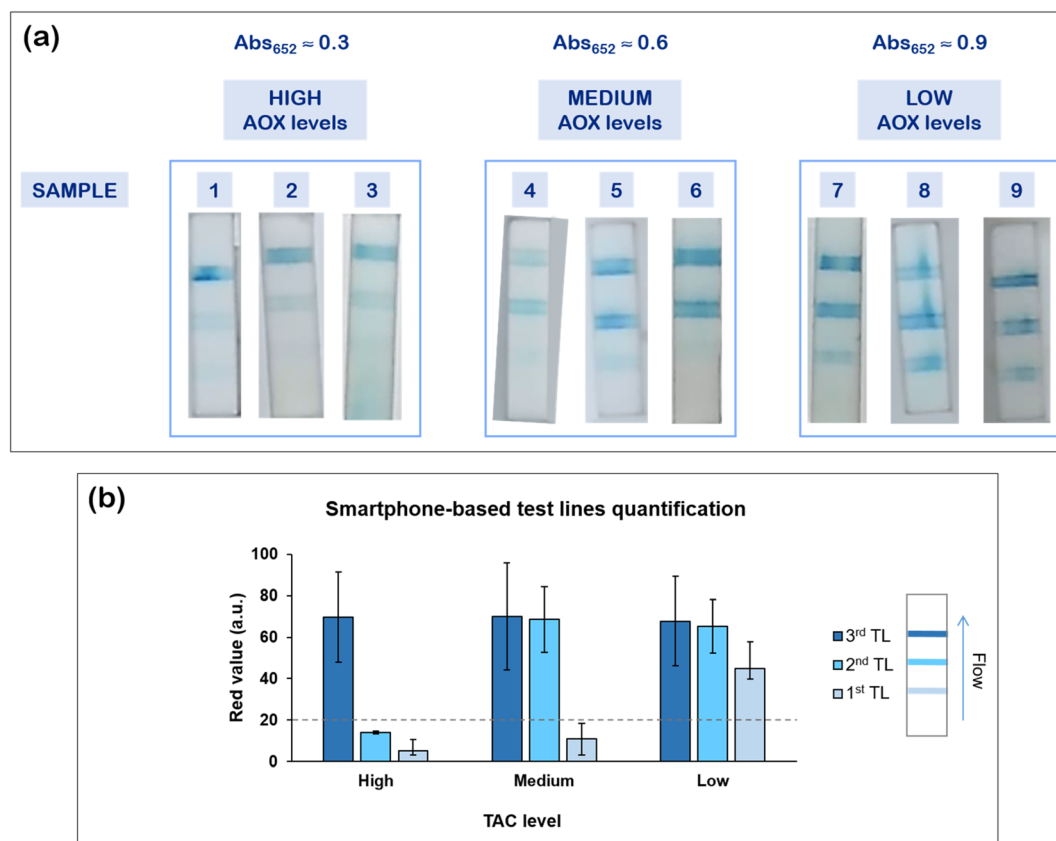 (a)
Abs652 ≈ 0.3
Abs652 ≈ 0.6
Abs652 ≈ 0.9
HIGH
AOX levels
MEDIUM
AOX levels
LOW
AOX levels
SAMPLE
1
2
3
4
5
6
7
8
9
(b)
Smartphone-based test lines quantification
Red value (a.u.)
100
80
60
40
20
0
High
Medium
Low
TAC level
3rd TL
2nd TL
1st TL
Flow